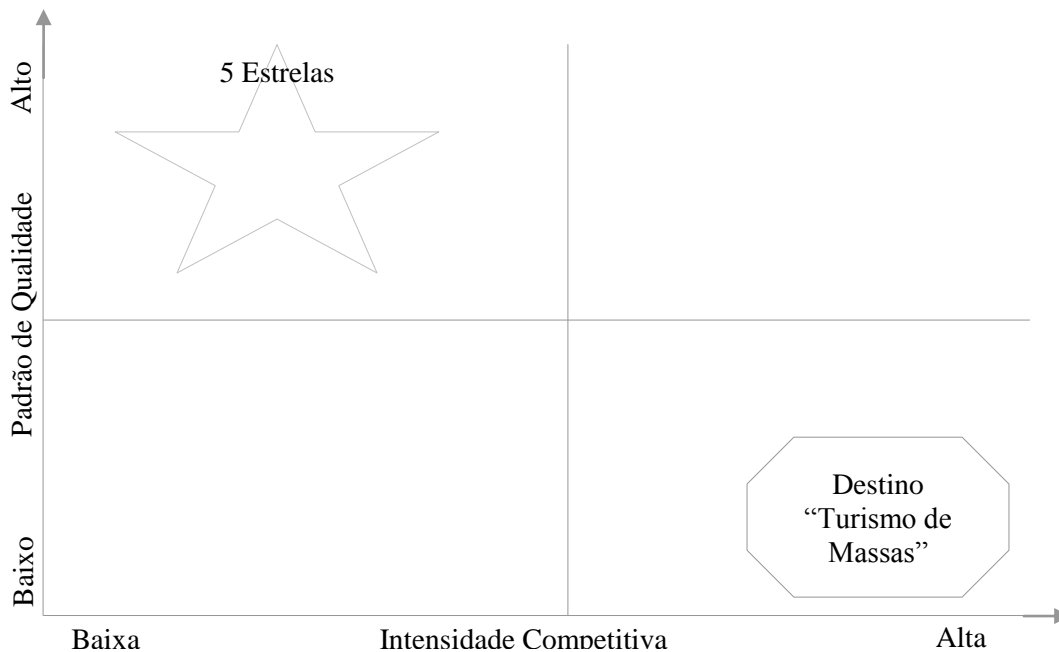 Alto
5 Estrelas
Padrão de Qualidade
Destino
“Turismo de
Massas”
Baixo
Baixa
Intensidade Competitiva
Alta